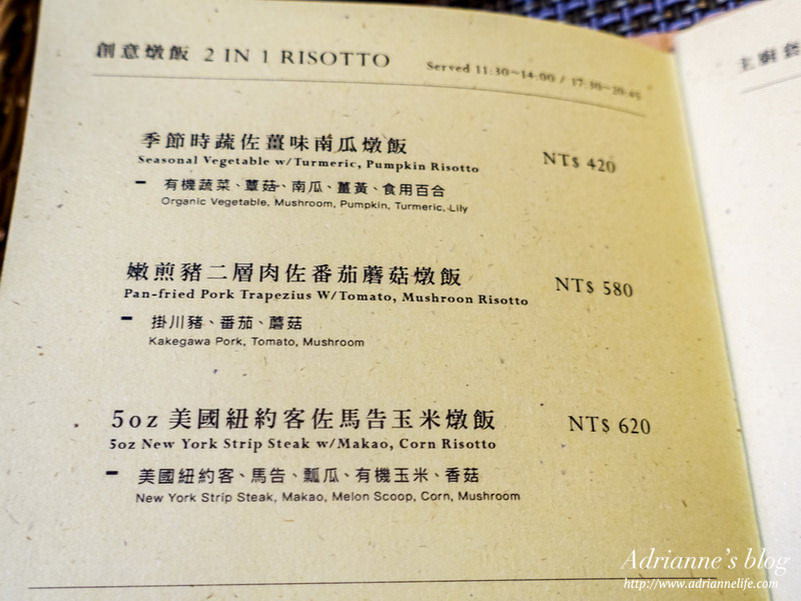 創意燉飯 2 IN 1 RISOTTO Served 11:30~14:00 / 17:30~20:45
季節時蔬佐薑味南瓜燉飯 NT$ 420
Seasonal Vegetable w/Turmeric, Pumpkin Risotto
- 有機蔬菜、蕈菇、南瓜、薑黃、食用百合
Organic Vegetable, Mushroom, Pumpkin, Turmeric, Lily
嫩煎豬二層肉佐番茄蘑菇燉飯 NT$ 580
Pan-fried Pork Trapezius W/Tomato, Mushroon Risotto
- 掛川豬、番茄、蘑菇
Kakegawa Pork, Tomato, Mushroom
5oz 美國紐約客佐馬告玉米燉飯 NT$ 620
5oz New York Strip Steak w/Makao, Corn Risotto
- 美國紐約客、馬告、瓢瓜、有機玉米、香菇
New York Strip Steak, Makao, Melon Scoop, Corn, Mushroom
主廚
Adrianne's blog
http://www.adriannelife.com